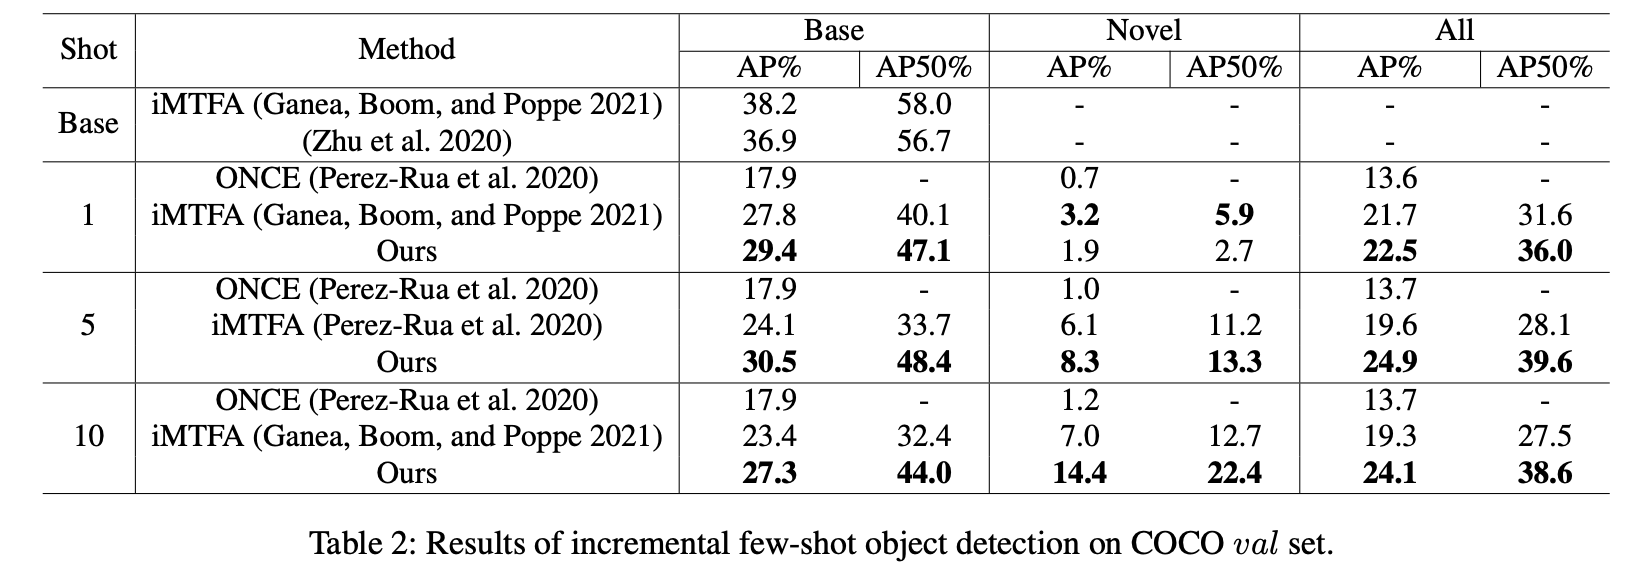 Shot Method Base Novel All
AP% AP50% AP% AP50% AP% AP50%
Base iMTFA (Ganea, Boom, and Poppe 2021) 38.2 58.0 - - - -
(Zhu et al. 2020) 36.9 56.7 - - - -
1 ONCE (Perez-Rua et al. 2020) 17.9 - 0.7 - 13.6 -
iMTFA (Ganea, Boom, and Poppe 2021) 27.8 40.1 3.2 5.9 21.7 31.6
Ours 29.4 47.1 1.9 2.7 22.5 36.0
5 ONCE (Perez-Rua et al. 2020) 17.9 - 1.0 - 13.7 -
iMTFA (Perez-Rua et al. 2020) 24.1 33.7 6.1 11.2 19.6 28.1
Ours 30.5 48.4 8.3 13.3 24.9 39.6
10 ONCE (Perez-Rua et al. 2020) 17.9 - 1.2 - 13.7 -
iMTFA (Ganea, Boom, and Poppe 2021) 23.4 32.4 7.0 12.7 19.3 27.5
Ours 27.3 44.0 14.4 22.4 24.1 38.6
Table 2: Results of incremental few-shot object detection on COCO val set.